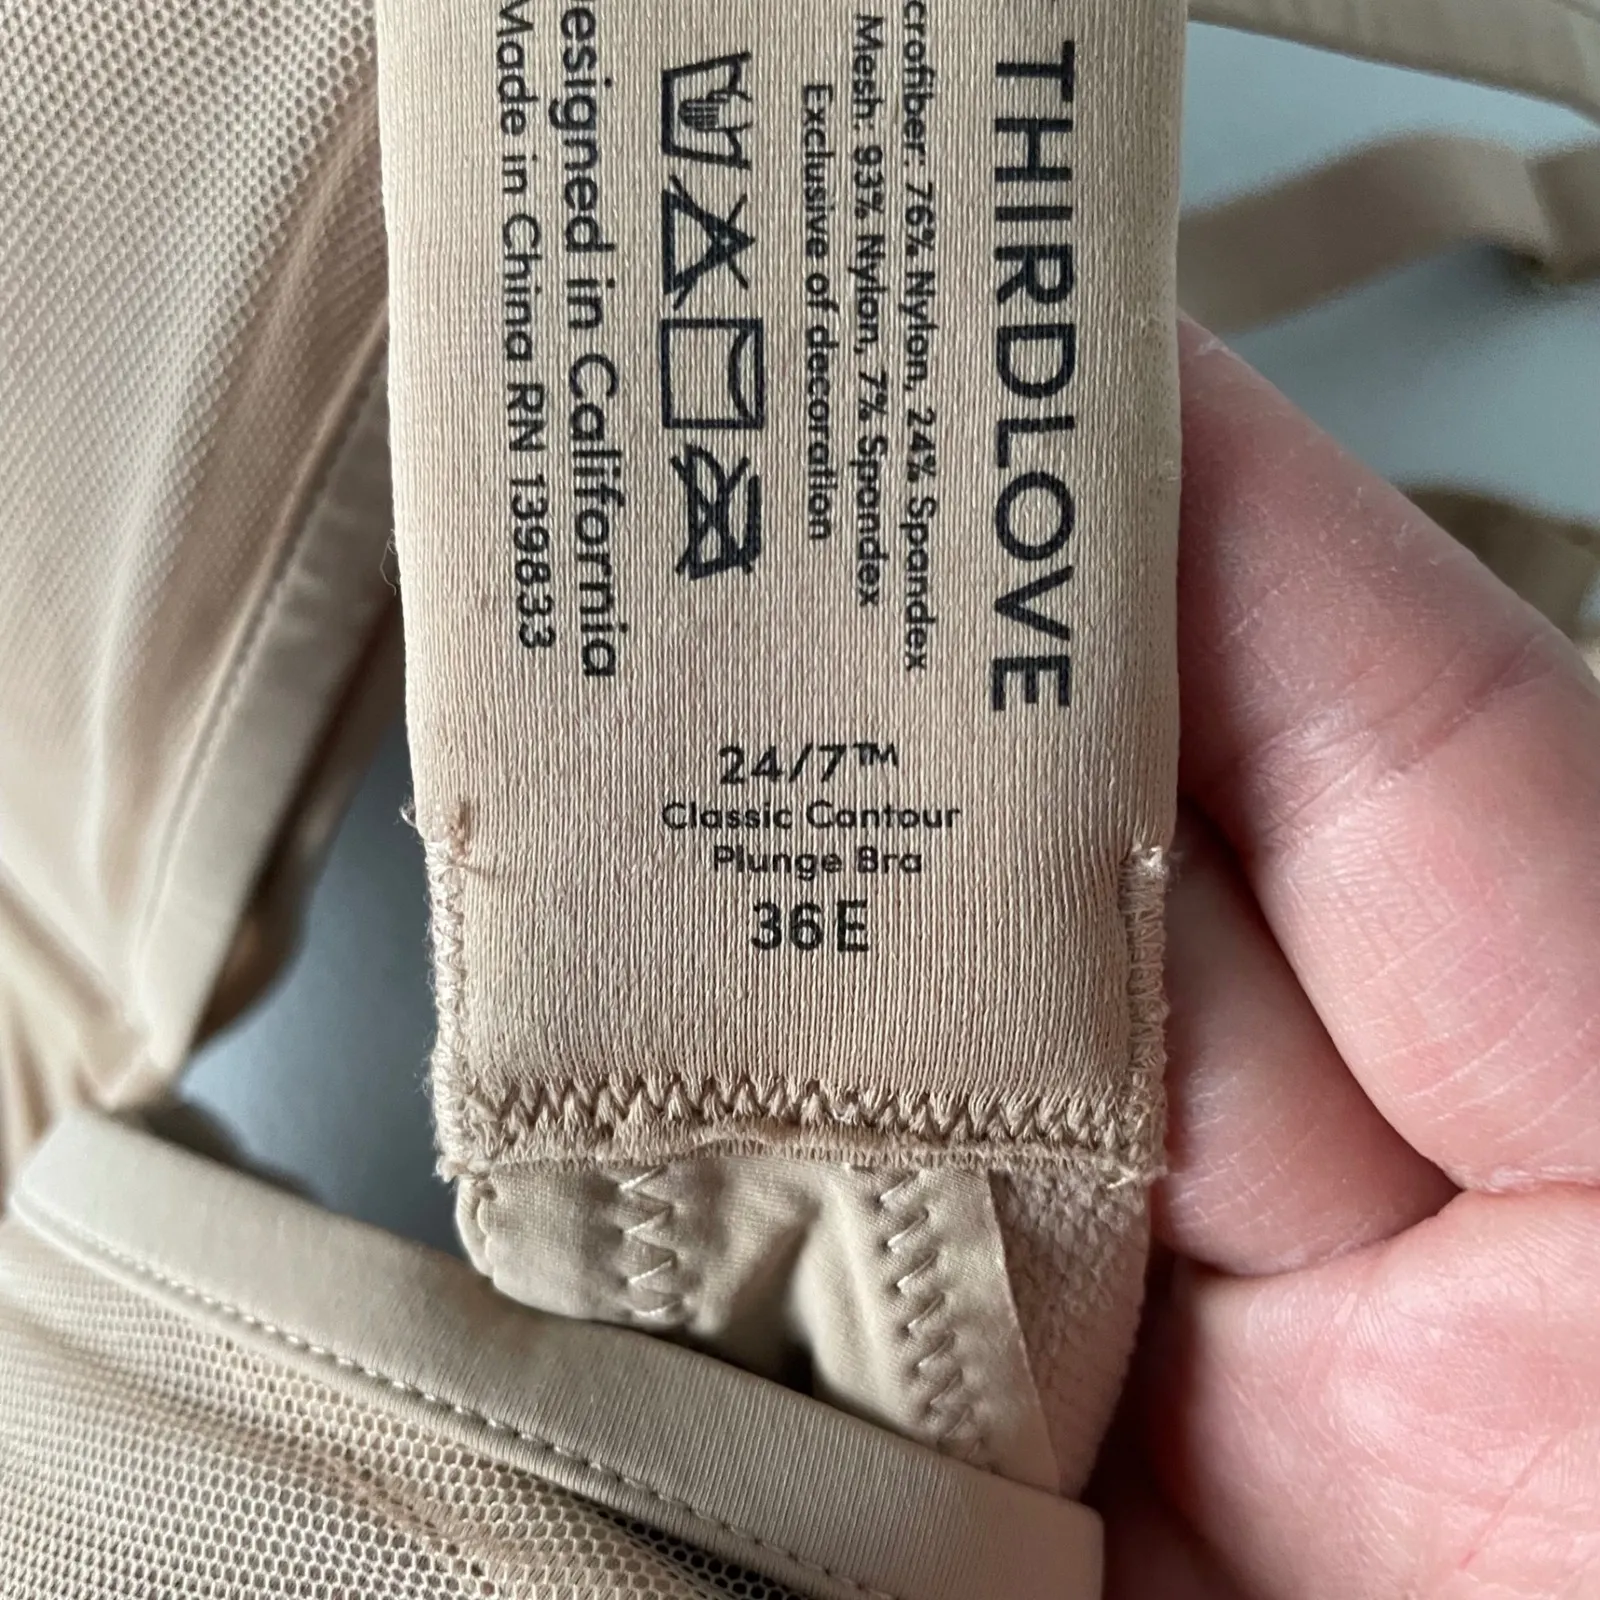 THIRDLOVE
crofiber: 76% Nylon, 24% Spandex
Mesh: 93% Nylon, 7% Spandex
Exclusive of decoration
esigned in California
Made in China RN 139833
24/7™
Classic Contour
Plunge Bra
36E